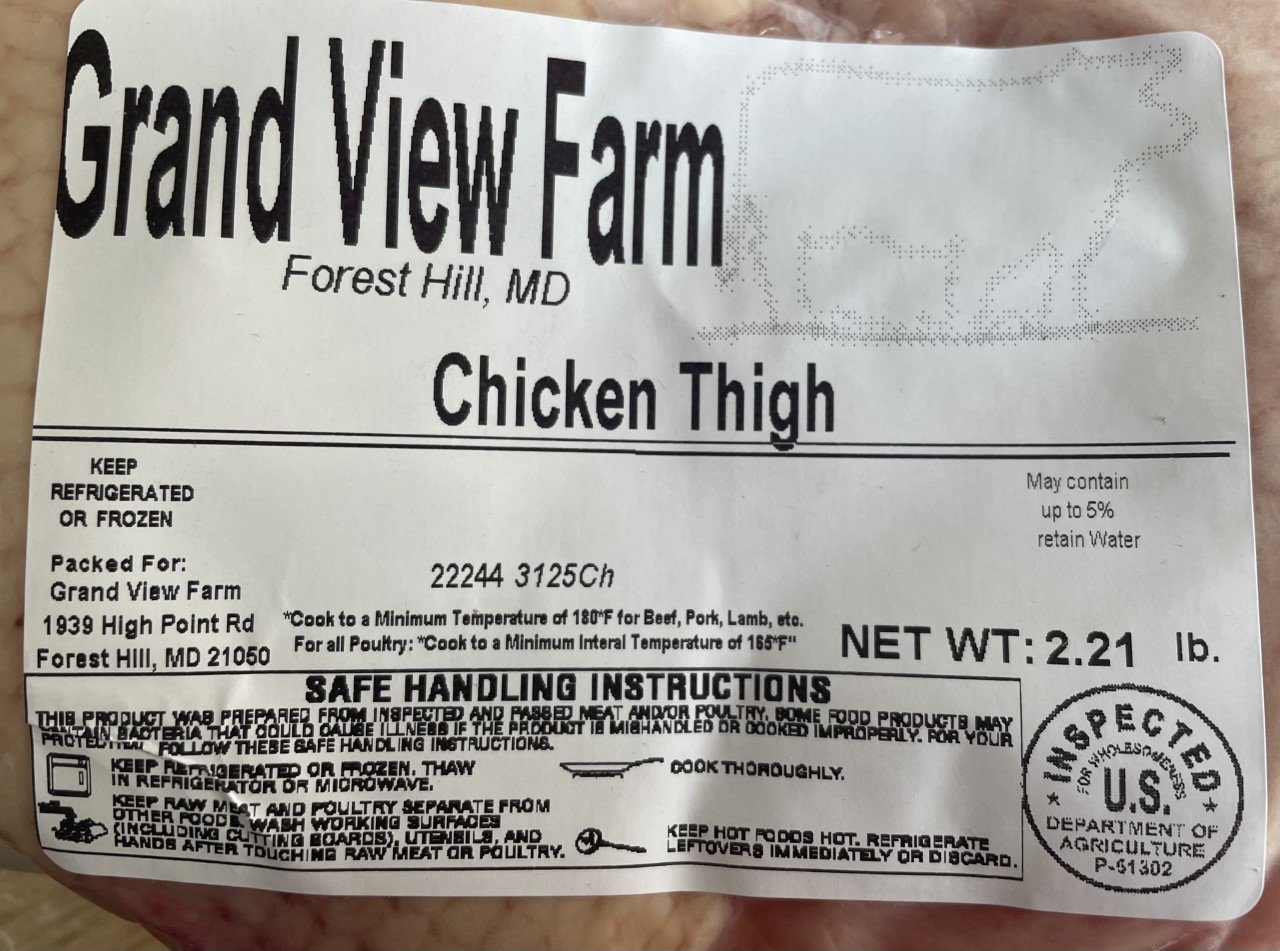 Grand View Farm
Forest Hill, MD
Chicken Thigh
KEEP
REFRIGERATED
OR FROZEN
May contain
up to 5%
retain Water
Packed For:
Grand View Farm
1939 High Point Rd
Forest Hill, MD 21050
22244 3125Ch
*Cook to a Minimum Temperature of 180°F for Beef, Pork, Lamb, etc.
For all Poultry: "Cook to a Minimum Interal Temperature of 165°F"
NET WT: 2.21 lb.
SAFE HANDLING INSTRUCTIONS
THIS PRODUCT WAS PREPARED FROM INSPECTED AND PASSED MEAT AND/OR POULTRY. SOME FOOD PRODUCTS MAY
CONTAIN BACTERIA THAT COULD CAUSE ILLNESS IF THE PRODUCT IS MISHANDLED OR COOKED IMPROPERLY. FOR YOUR
PROTECTION, FOLLOW THESE SAFE HANDLING INSTRUCTIONS.
KEEP REFRIGERATED OR FROZEN. THAW
IN REFRIGERATOR OR MICROWAVE.
COOK THOROUGHLY.
KEEP RAW MEAT AND POULTRY SEPARATE FROM
OTHER FOODS. WASH WORKING SURFACES
(INCLUDING CUTTING BOARDS), UTENSILS, AND
HANDS AFTER TOUCHING RAW MEAT OR POULTRY.
KEEP HOT FOODS HOT. REFRIGERATE
LEFTOVERS IMMEDIATELY OR DISCARD.
* INSPECTED *
FOR WHOLESOMENESS
U.S.
DEPARTMENT OF
AGRICULTURE
P-51302